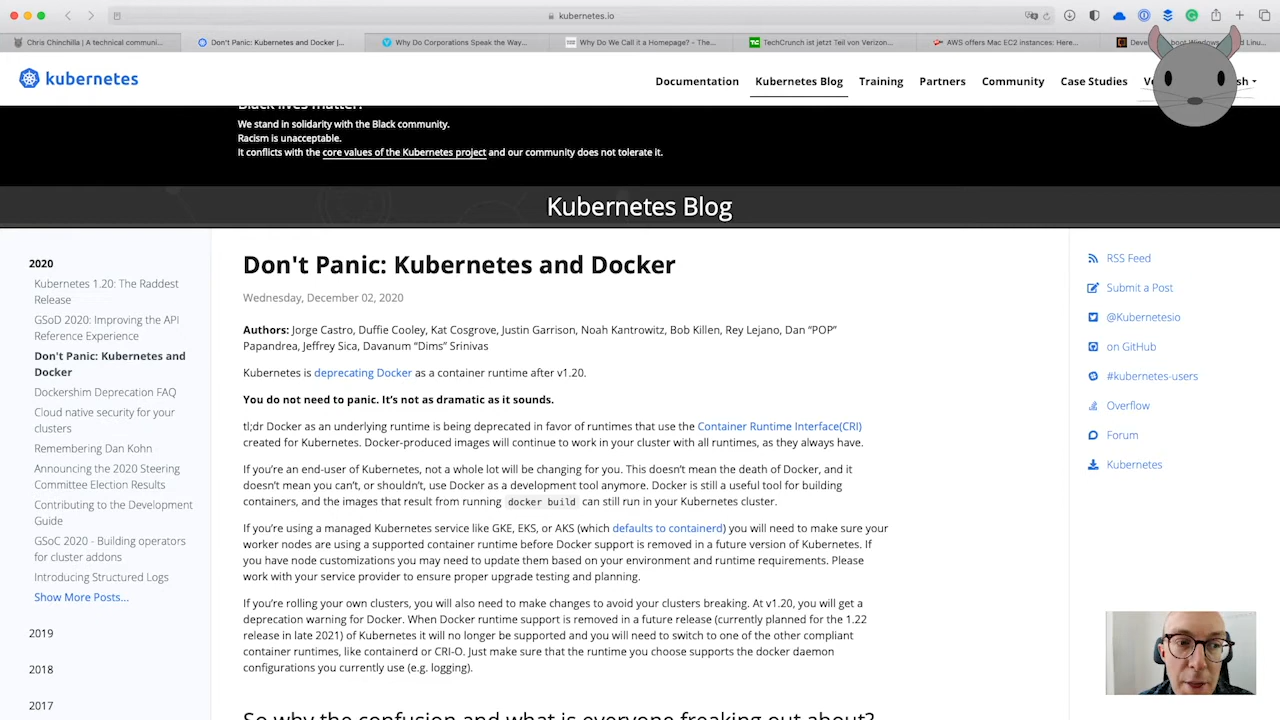 kubernetes.io
Chris Chinchilla | A technical communi...
Don't Panic: Kubernetes and Docker |...
Why Do Corporations Speak the Way...
Why Do We Call it a Homepage? – The...
TechCrunch ist jetzt Teil von Verizon...
AWS offers Mac EC2 instances: Here...
kubernetes
Documentation
Kubernetes Blog
Training
Partners
Community
Case Studies
Black lives matter.
We stand in solidarity with the Black community.
Racism is unacceptable.
It conflicts with the core values of the Kubernetes project and our community does not tolerate it.
Kubernetes Blog
2020
Kubernetes 1.20: The Raddest
Release
GSoD 2020: Improving the API
Reference Experience
Don't Panic: Kubernetes and
Docker
Dockershim Deprecation FAQ
Cloud native security for your
clusters
Remembering Dan Kohn
Announcing the 2020 Steering
Committee Election Results
Contributing to the Development
Guide
GSoC 2020 - Building operators
for cluster addons
Introducing Structured Logs
Show More Posts...
2019
2018
2017
Don't Panic: Kubernetes and Docker
Wednesday, December 02, 2020
Authors: Jorge Castro, Duffie Cooley, Kat Cosgrove, Justin Garrison, Noah Kantrowitz, Bob Killen, Rey Lejano, Dan “POP”
Papandrea, Jeffrey Sica, Davanum “Dims” Srinivas
Kubernetes is deprecating Docker as a container runtime after v1.20.
You do not need to panic. It’s not as dramatic as it sounds.
tl;dr Docker as an underlying runtime is being deprecated in favor of runtimes that use the Container Runtime Interface(CRI)
created for Kubernetes. Docker-produced images will continue to work in your cluster with all runtimes, as they always have.
If you’re an end-user of Kubernetes, not a whole lot will be changing for you. This doesn’t mean the death of Docker, and it
doesn’t mean you can’t, or shouldn’t, use Docker as a development tool anymore. Docker is still a useful tool for building
containers, and the images that result from running docker build can still run in your Kubernetes cluster.
If you’re using a managed Kubernetes service like GKE, EKS, or AKS (which defaults to containerd) you will need to make sure your
worker nodes are using a supported container runtime before Docker support is removed in a future version of Kubernetes. If
you have node customizations you may need to update them based on your environment and runtime requirements. Please
work with your service provider to ensure proper upgrade testing and planning.
If you’re rolling your own clusters, you will also need to make changes to avoid your clusters breaking. At v1.20, you will get a
deprecation warning for Docker. When Docker runtime support is removed in a future release (currently planned for the 1.22
release in late 2021) of Kubernetes it will no longer be supported and you will need to switch to one of the other compliant
container runtimes, like containerd or CRI-O. Just make sure that the runtime you choose supports the docker daemon
configurations you currently use (e.g. logging).
So why the confusion and what is everyone freaking out about?
RSS Feed
Submit a Post
@Kubernetesio
on GitHub
#kubernetes-users
Overflow
Forum
Kubernetes